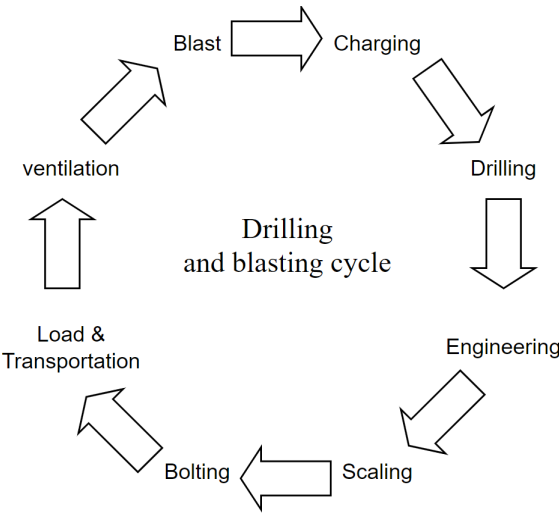 Blast
Charging
Drilling
Engineering
Scaling
Bolting
Load &
Transportation
ventilation
Drilling
and blasting cycle